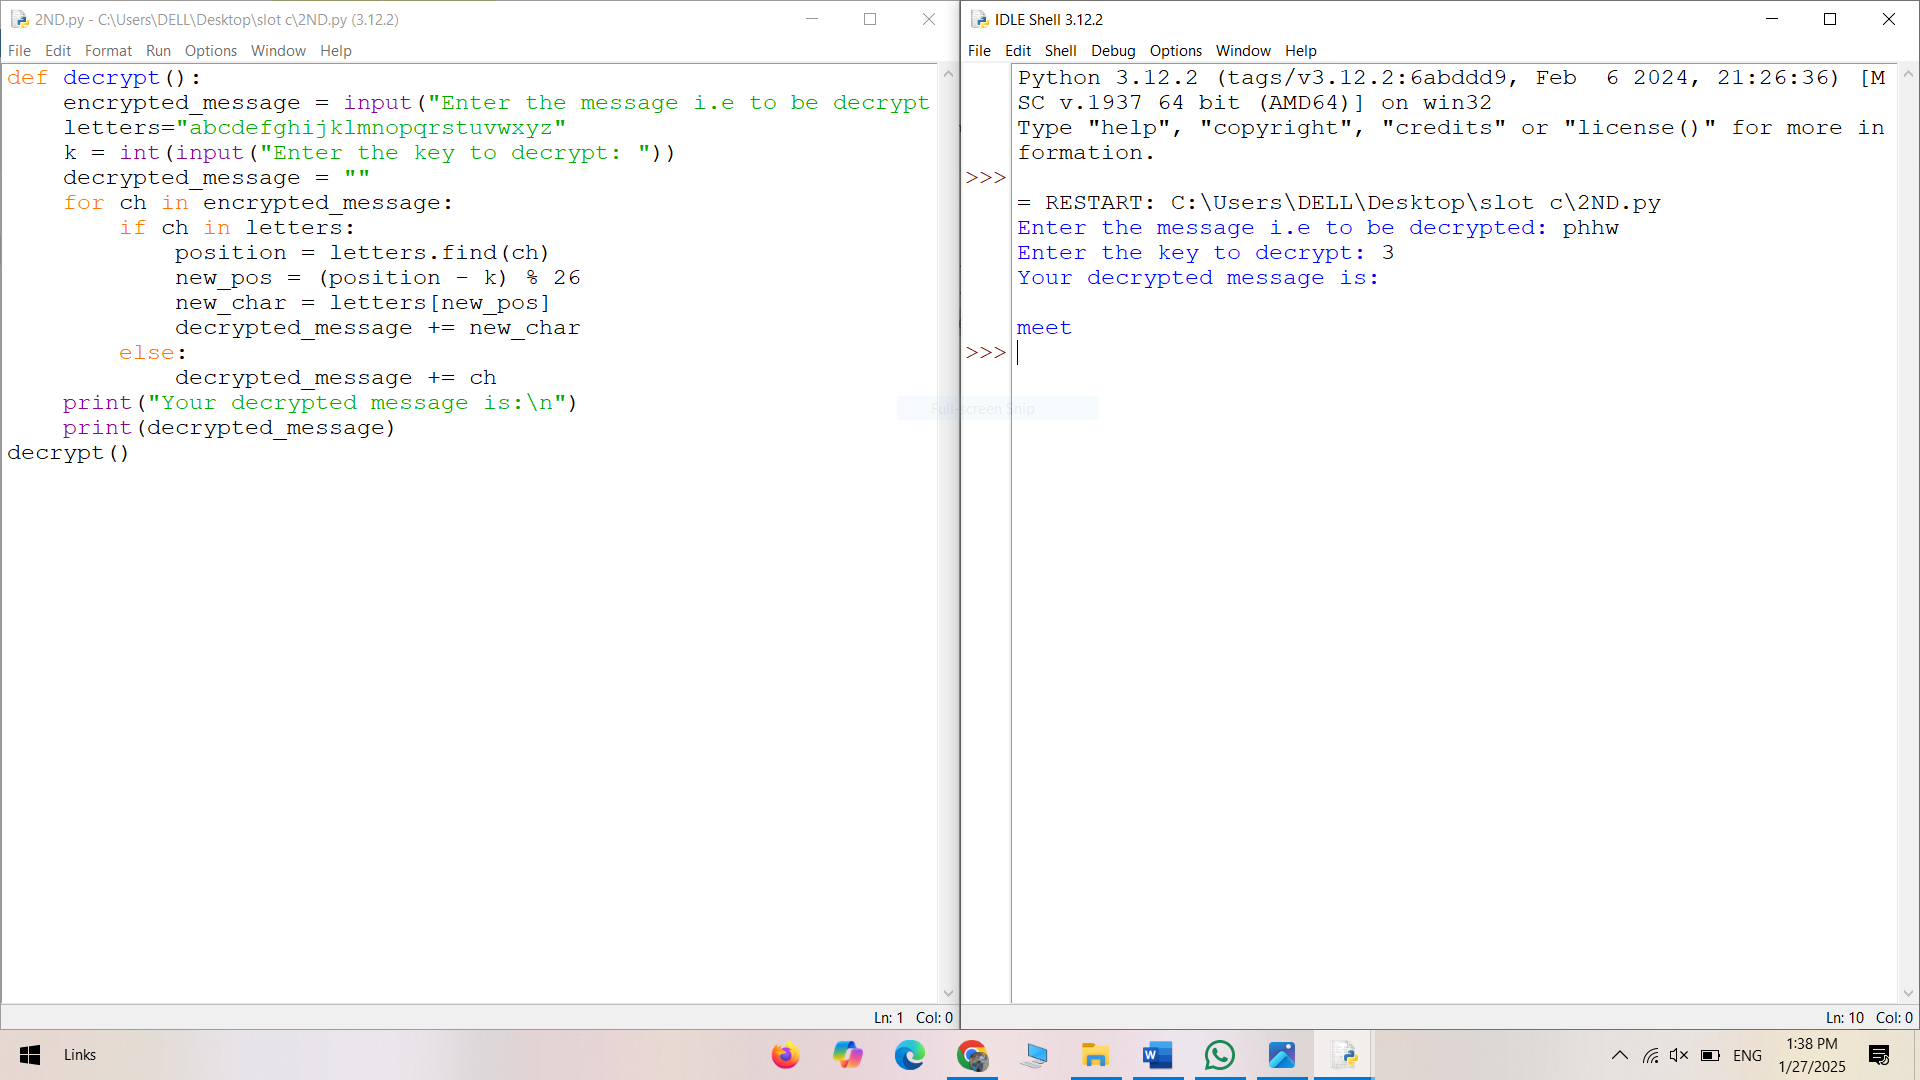 2ND.py - C:\Users\DELL\Desktop\slot c\2ND.py (3.12.2)
File Edit Format Run Options Window Help
def decrypt():
    encrypted_message = input("Enter the message i.e to be decrypt
    letters="abcdefghijklmnopqrstuvwxyz"
    k = int(input("Enter the key to decrypt: "))
    decrypted_message = ""
    for ch in encrypted_message:
        if ch in letters:
            position = letters.find(ch)
            new_pos = (position - k) % 26
            new_char = letters[new_pos]
            decrypted_message += new_char
        else:
            decrypted_message += ch
    print("Your decrypted message is:\n")
    print(decrypted_message)
decrypt()
Ln: 1 Col: 0
IDLE Shell 3.12.2
File Edit Shell Debug Options Window Help
Python 3.12.2 (tags/v3.12.2:6abddd9, Feb  6 2024, 21:26:36) [M
SC v.1937 64 bit (AMD64)] on win32
Type "help", "copyright", "credits" or "license()" for more in
formation.
>>>
= RESTART: C:\Users\DELL\Desktop\slot c\2ND.py
Enter the message i.e to be decrypted: phhw
Enter the key to decrypt: 3
Your decrypted message is:
meet
>>>
Full-screen Snip
Ln: 10 Col: 0
Links
ENG
1:38 PM
1/27/2025